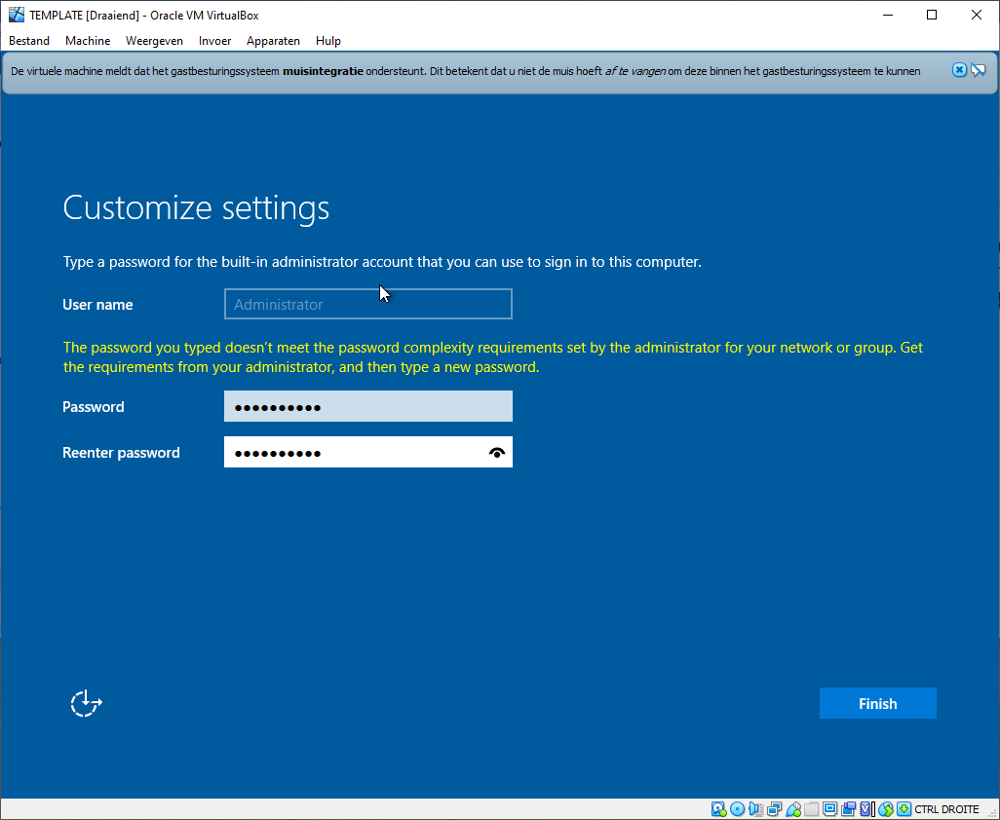 TEMPLATE [Draaiend] - Oracle VM VirtualBox
Bestand Machine Weergeven Invoer Apparaten Hulp
De virtuele machine meldt dat het gastbesturingssysteem muisintegratie ondersteunt. Dit betekent dat u niet de muis hoeft af te vangen om deze binnen het gastbesturingssysteem te kunnen
Customize settings
Type a password for the built-in administrator account that you can use to sign in to this computer.
User name Administrator
The password you typed doesn't meet the password complexity requirements set by the administrator for your network or group. Get
the requirements from your administrator, and then type a new password.
Password ●●●●●●●●●●
Reenter password ●●●●●●●●●●
Finish
CTRL DROITE